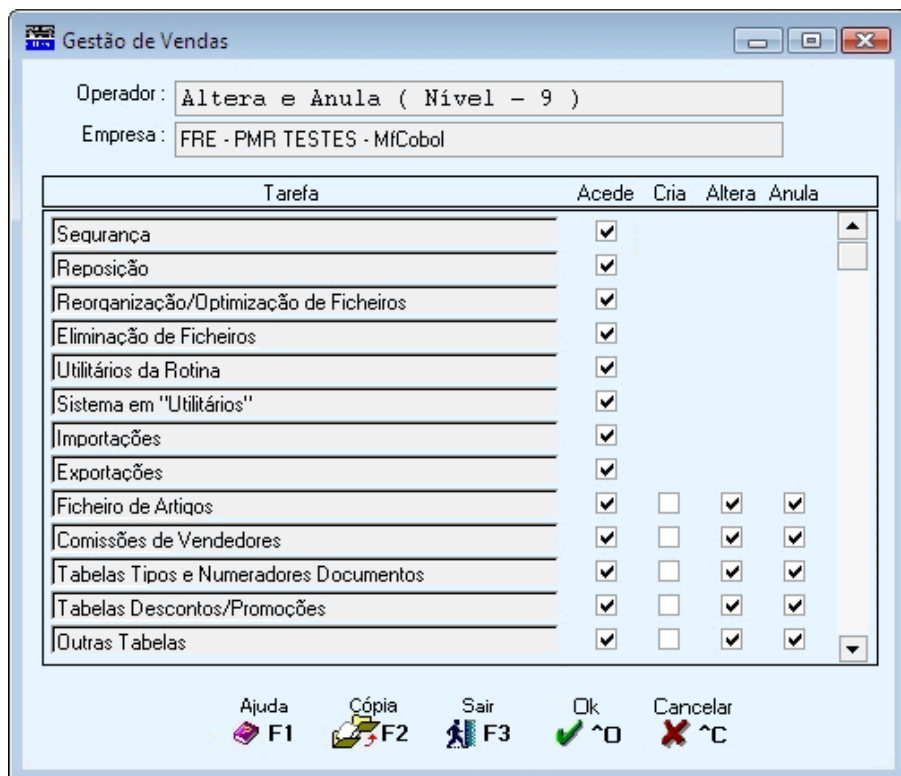 Gestão de Vendas
Operador : Altera e Anula ( Nível - 9 )
Empresa : FRE - PMR TESTES - MfCobol
Tarefa Acede Cria Altera Anula
Segurança
Reposição
Reorganização/Optimização de Ficheiros
Eliminação de Ficheiros
Utilitários da Rotina
Sistema em "Utilitários"
Importações
Exportações
Ficheiro de Artigos
Comissões de Vendedores
Tabelas Tipos e Numeradores Documentos
Tabelas Descontos/Promoções
Outras Tabelas
Ajuda Cópia Sair Ok Cancelar
F1 F2 F3 ^O ^C